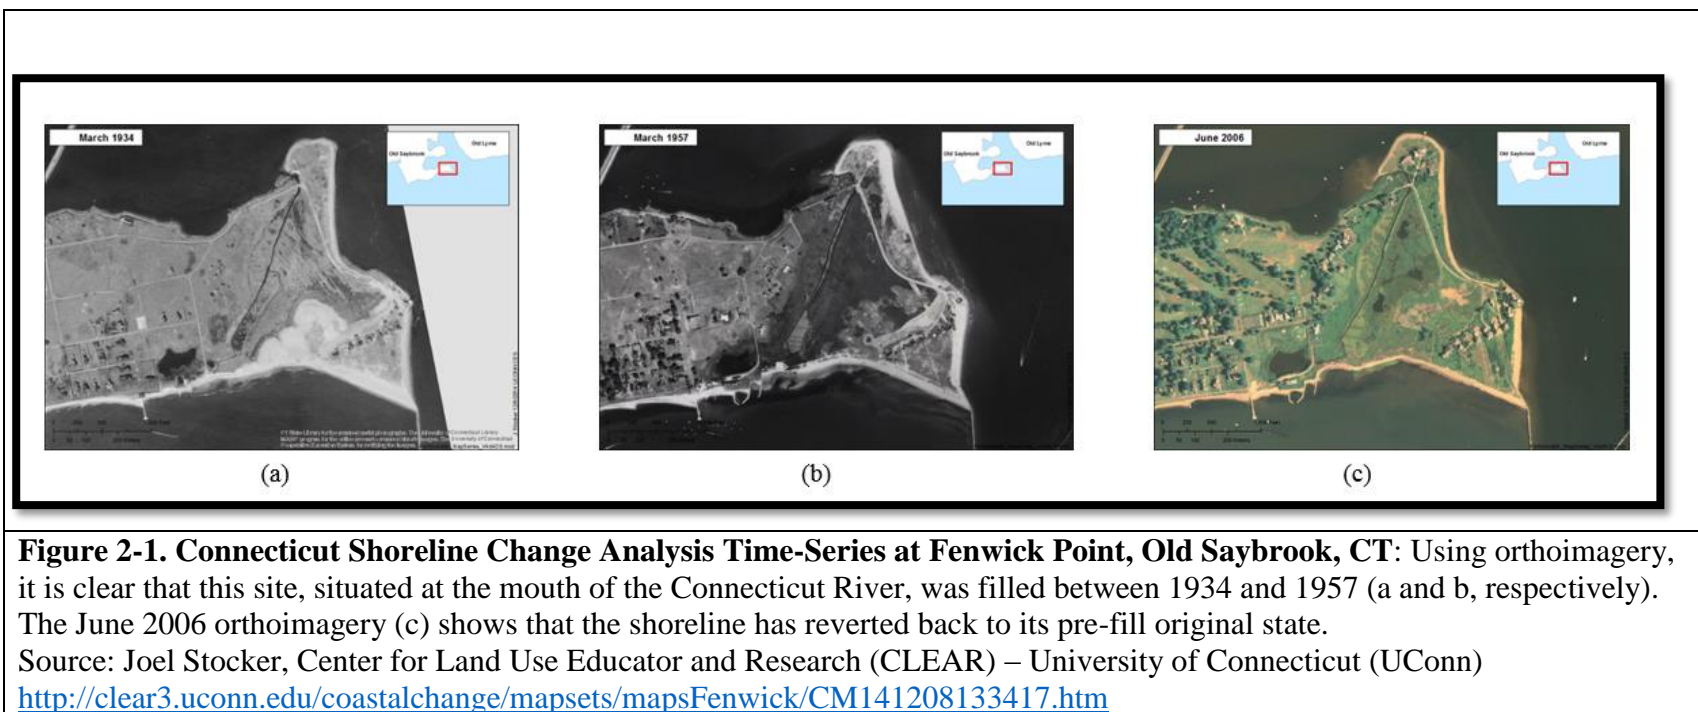 March 1934
Old Saybrook
Old Lyme
March 1957
Old Saybrook
Old Lyme
June 2006
Old Saybrook
Old Lyme
(a)
(b)
(c)
Figure 2-1. Connecticut Shoreline Change Analysis Time-Series at Fenwick Point, Old Saybrook, CT: Using orthoimagery,
it is clear that this site, situated at the mouth of the Connecticut River, was filled between 1934 and 1957 (a and b, respectively).
The June 2006 orthoimagery (c) shows that the shoreline has reverted back to its pre-fill original state.
Source: Joel Stocker, Center for Land Use Educator and Research (CLEAR) – University of Connecticut (UConn)
http://clear3.uconn.edu/coastalchange/mapsets/mapsFenwick/CM141208133417.htm